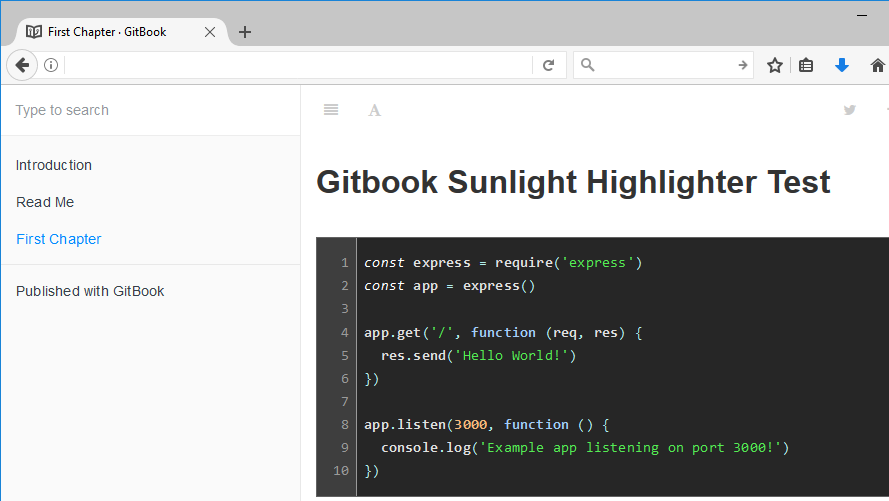 First Chapter · GitBook
Type to search
A
Introduction
Read Me
First Chapter
Published with GitBook
Gitbook Sunlight Highlighter Test
1 const express = require('express')
2 const app = express()
3
4 app.get('/', function (req, res) {
5   res.send('Hello World!')
6 })
7
8 app.listen(3000, function () {
9   console.log('Example app listening on port 3000!')
10 })